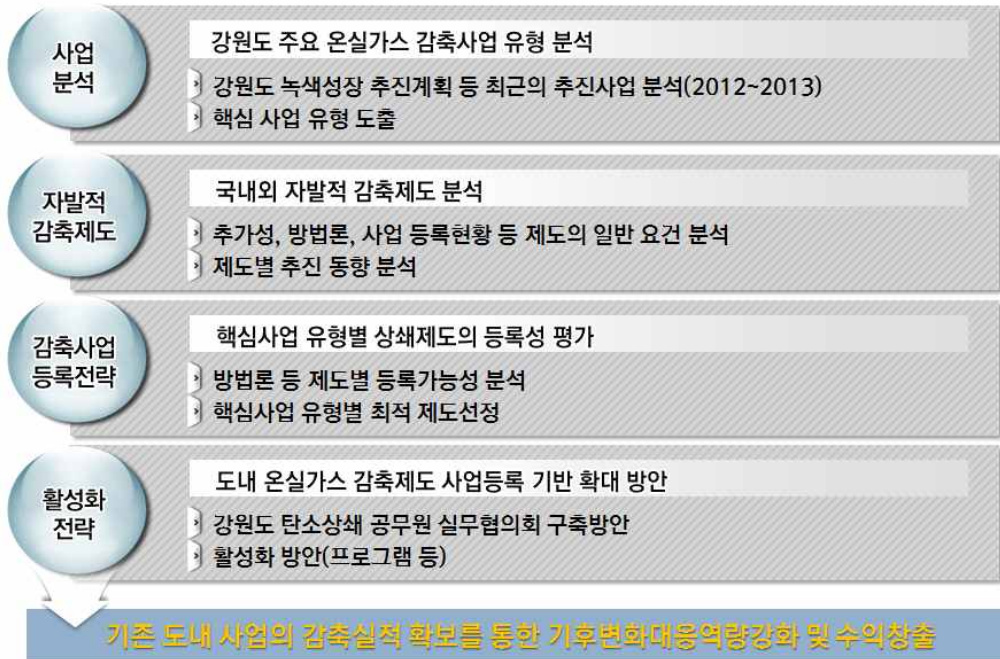 사업
분석
강원도 주요 온실가스 감축사업 유형 분석
강원도 녹색성장 추진계획 등 최근의 추진사업 분석(2012~2013)
핵심 사업 유형 도출
자발적
감축제도
국내외 자발적 감축제도 분석
추가성, 방법론, 사업 등록현황 등 제도의 일반 요건 분석
제도별 추진 동향 분석
감축사업
등록전략
핵심사업 유형별 상쇄제도의 등록성 평가
방법론 등 제도별 등록가능성 분석
핵심사업 유형별 최적 제도선정
활성화
전략
도내 온실가스 감축제도 사업등록 기반 확대 방안
강원도 탄소상쇄 공무원 실무협의회 구축방안
활성화 방안(프로그램 등)
기존 도내 사업의 감축실적 확보를 통한 기후변화대응역량강화 및 수익창출